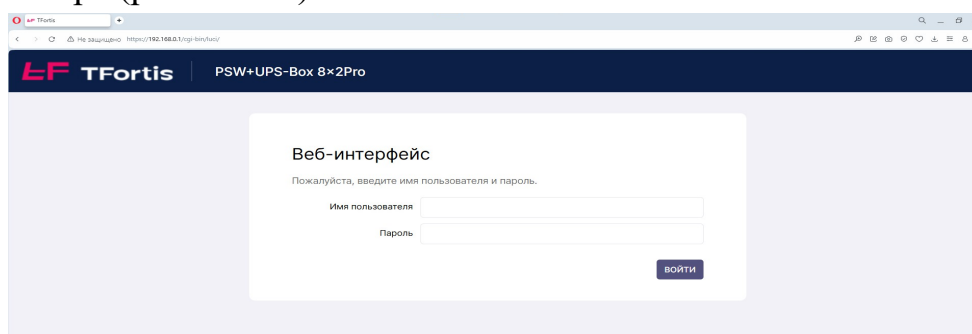 TFortis
Не защищено https://192.168.0.1/cgi-bin/luci/
TFortis PSW+UPS-Box 8×2Pro
Веб-интерфейс
Пожалуйста, введите имя пользователя и пароль.
Имя пользователя
Пароль
ВОЙТИ